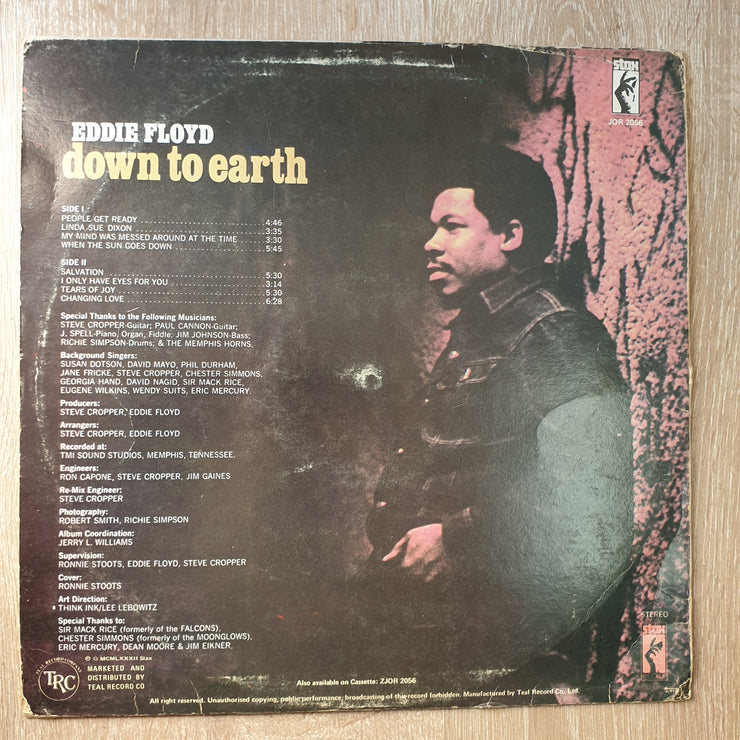 stax
JOR 2056
EDDIE FLOYD
down to earth
SIDE I
PEOPLE GET READY 4:46
LINDA SUE DIXON 3:35
MY MIND WAS MESSED AROUND AT THE TIME 3:30
WHEN THE SUN GOES DOWN 5:45
SIDE II
SALVATION 5:30
I ONLY HAVE EYES FOR YOU 3:14
TEARS OF JOY 5:30
CHANGING LOVE 6:28
Special Thanks to the Following Musicians:
STEVE CROPPER-Guitar; PAUL CANNON-Guitar;
J. SPELL-Piano, Organ, Fiddle; JIM JOHNSON-Bass;
RICHIE SIMPSON-Drums; & THE MEMPHIS HORNS.
Background Singers:
SUSAN DOTSON, DAVID MAYO, PHIL DURHAM,
JANE FRICKE, STEVE CROPPER, CHESTER SIMMONS,
GEORGIA HAND, DAVID NAGID, SIR MACK RICE,
EUGENE WILKINS, WENDY SUITS, ERIC MERCURY.
Producers:
STEVE CROPPER, EDDIE FLOYD
Arrangers:
STEVE CROPPER, EDDIE FLOYD
Recorded at:
TMI SOUND STUDIOS, MEMPHIS, TENNESSEE.
Engineers:
RON CAPONE, STEVE CROPPER, JIM GAINES
Re-Mix Engineer:
STEVE CROPPER
Photography:
ROBERT SMITH, RICHIE SIMPSON
Album Coordination:
JERRY L. WILLIAMS
Supervision:
RONNIE STOOTS, EDDIE FLOYD, STEVE CROPPER
Cover:
RONNIE STOOTS
Art Direction:
THINK INK/LEE LEBOWITZ
Special Thanks to:
SIR MACK RICE (formerly of the FALCONS),
CHESTER SIMMONS (formerly of the MOONGLOWS),
ERIC MERCURY, DEAN MOORE & JIM EIKNER.
℗ © MCMLXXXII Stax
TEAL RECORD COMPANY
TRC
MARKETED AND
DISTRIBUTED BY
TEAL RECORD CO
STEREO
stax
Also available on Cassette: ZJOR 2056
All right reserved. Unauthorised copying, public performance, broadcasting of this record forbidden. Manufactured by Teal Record Co. Ltd.